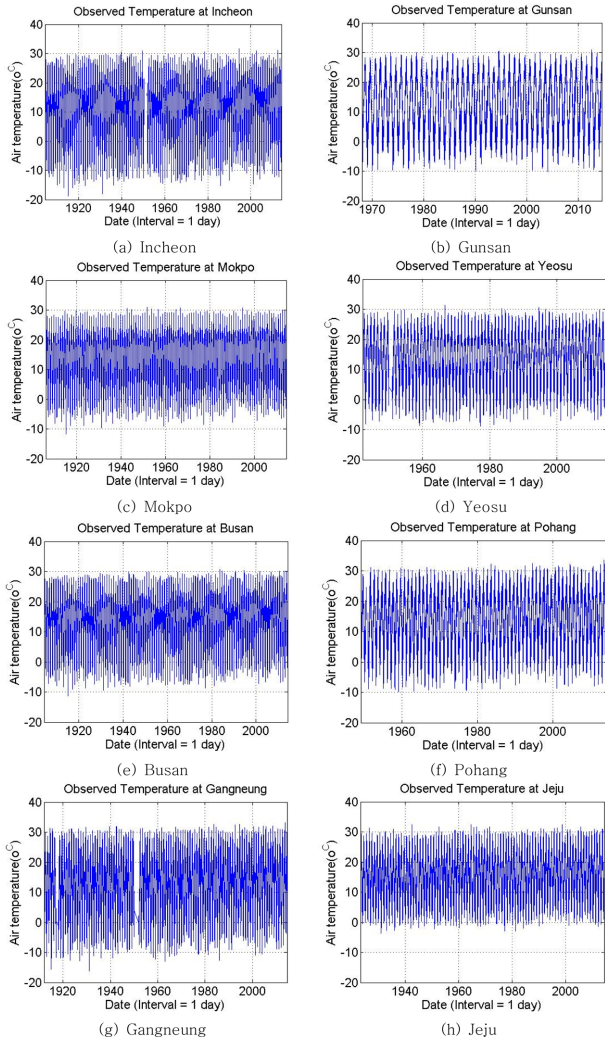 Observed Temperature at Incheon
Air temperature(oC)
40
30
20
10
0
-10
-20
1920 1940 1960 1980 2000
Date (Interval = 1 day)
(a) Incheon
Observed Temperature at Gunsan
Air temperature(oC)
40
30
20
10
0
-10
-20
1970 1980 1990 2000 2010
Date (Interval = 1 day)
(b) Gunsan
Observed Temperature at Mokpo
Air temperature(oC)
40
30
20
10
0
-10
-20
1920 1940 1960 1980 2000
Date (Interval = 1 day)
(c) Mokpo
Observed Temperature at Yeosu
Air temperature(oC)
40
30
20
10
0
-10
-20
1960 1980 2000
Date (Interval = 1 day)
(d) Yeosu
Observed Temperature at Busan
Air temperature(oC)
40
30
20
10
0
-10
-20
1920 1940 1960 1980 2000
Date (Interval = 1 day)
(e) Busan
Observed Temperature at Pohang
Air temperature(oC)
40
30
20
10
0
-10
-20
1960 1980 2000
Date (Interval = 1 day)
(f) Pohang
Observed Temperature at Gangneung
Air temperature(oC)
40
30
20
10
0
-10
-20
1920 1940 1960 1980 2000
Date (Interval = 1 day)
(g) Gangneung
Observed Temperature at Jeju
Air temperature(oC)
40
30
20
10
0
-10
-20
1940 1960 1980 2000
Date (Interval = 1 day)
(h) Jeju